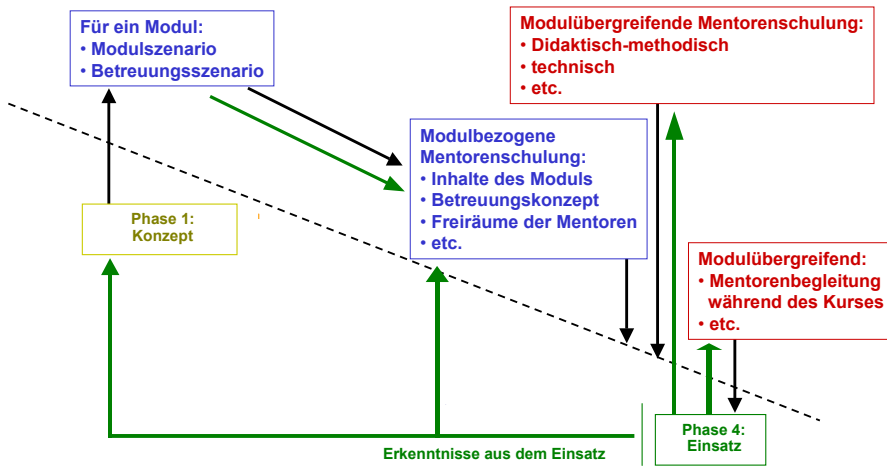 Für ein Modul:
• Modulszenario
• Betreuungsszenario
Modulübergreifende Mentorenschulung:
• Didaktisch-methodisch
• technisch
• etc.
Modulbezogene
Mentorenschulung:
• Inhalte des Moduls
• Betreuungskonzept
• Freiräume der Mentoren
• etc.
Phase 1:
Konzept
Modulübergreifend:
• Mentorenbegleitung
während des Kurses
• etc.
Phase 4:
Einsatz
Erkenntnisse aus dem Einsatz